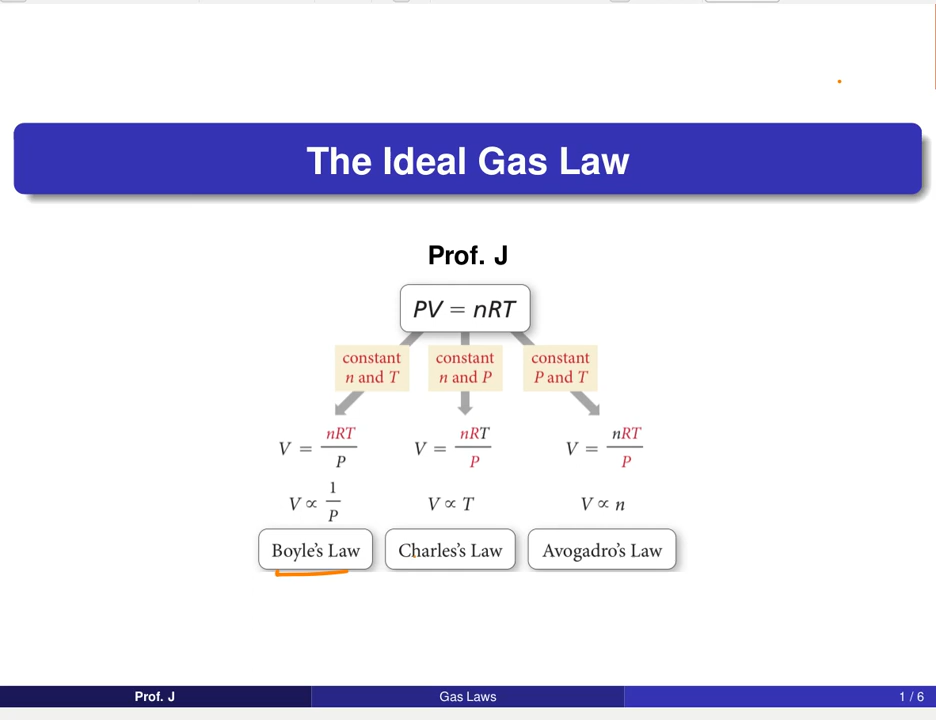 The Ideal Gas Law
Prof. J
PV = nRT
constant
n and T
constant
n and P
constant
P and T
V = nRT / P
V = nRT / P
V = nRT / P
V ∝ 1 / P
V ∝ T
V ∝ n
Boyle's Law
Charles's Law
Avogadro's Law
Prof. J
Gas Laws
1 / 6